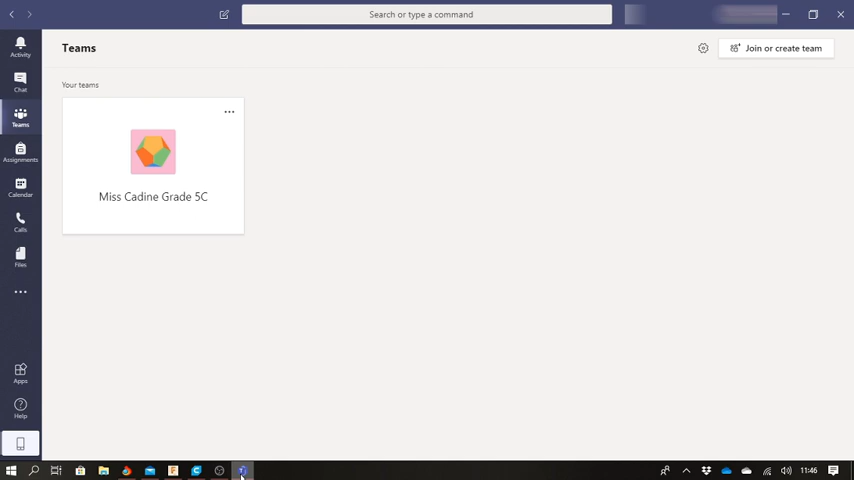 Search or type a command
Activity
Teams
Join or create team
Chat
Your teams
Teams
Assignments
Miss Cadine Grade 5C
Calendar
Calls
Files
Apps
Help
11:46